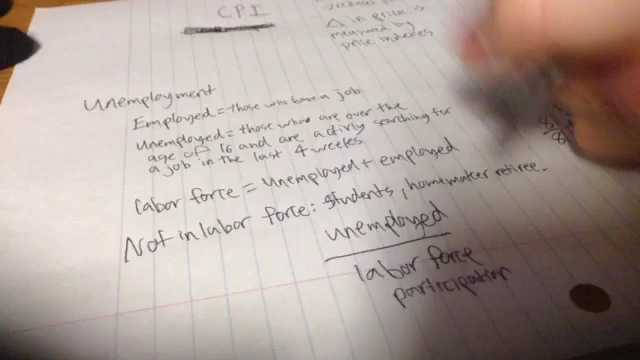 CPI
Δ in price is
measured by
price indexes
Unemployment
Employed = those who have a job.
Unemployed = those who are over the
age of 16 and are activly searching for
a job in the last 4 weeks
labor force = unemployed + employed
Not in labor force: students, homemaker retiree.
unemployed
labor force
participation